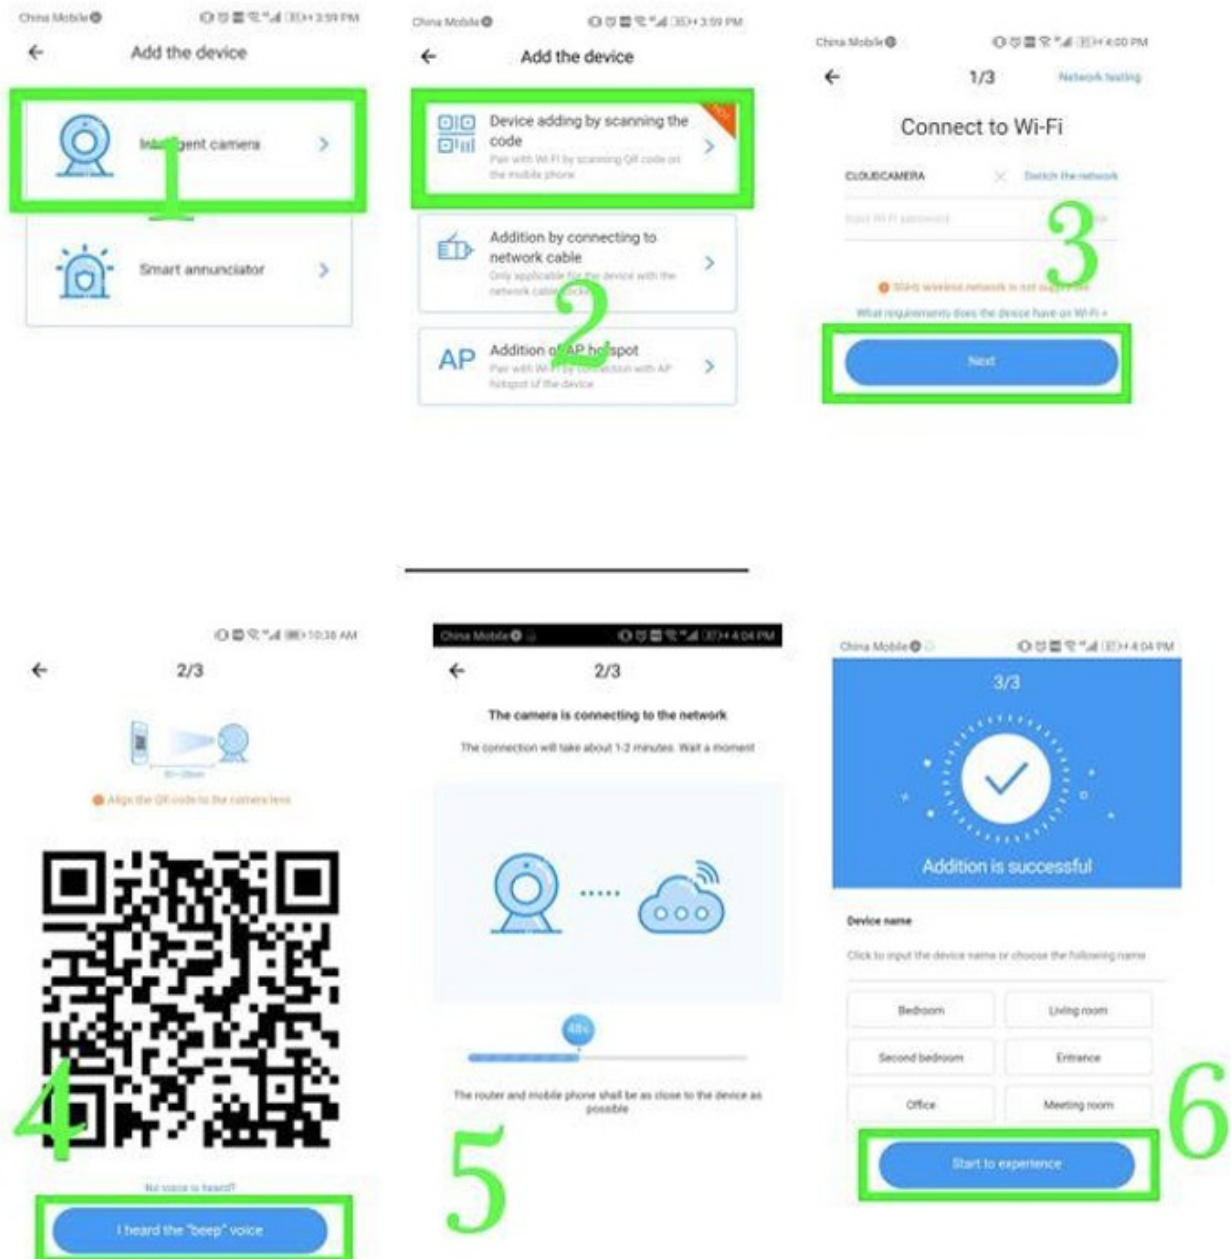 China Mobile
3:59 PM
Add the device
Intelligent camera
1
Smart annunciator
China Mobile
3:59 PM
Add the device
Device adding by scanning the
code
Pair with Wi-Fi by scanning QR code on
the mobile phone
Addition by connecting to
network cable
Only applicable for the device with the
network cable
2
AP
Addition of AP hotspot
Pair with Wi-Fi by connection with AP
hotspot of the device
China Mobile
4:00 PM
1/3
Network testing
Connect to Wi-Fi
CLOUDCAMERA
Switch the network
Input Wi-Fi password
3
5GHz wireless network is not
What requirements does the device have on Wi-Fi
Next
10:38 AM
2/3
Align the QR code to the camera lens
4
No voice is heard?
I heard the "beep" voice
China Mobile
4:04 PM
2/3
The camera is connecting to the network
The connection will take about 1-2 minutes. Wait a moment
48%
The router and mobile phone shall be as close to the device as
possible
5
China Mobile
4:04 PM
3/3
Addition is successful
Device name
Click to input the device name or choose the following name
Bedroom
Living room
Second bedroom
Entrance
Office
Meeting room
6
Start to experience